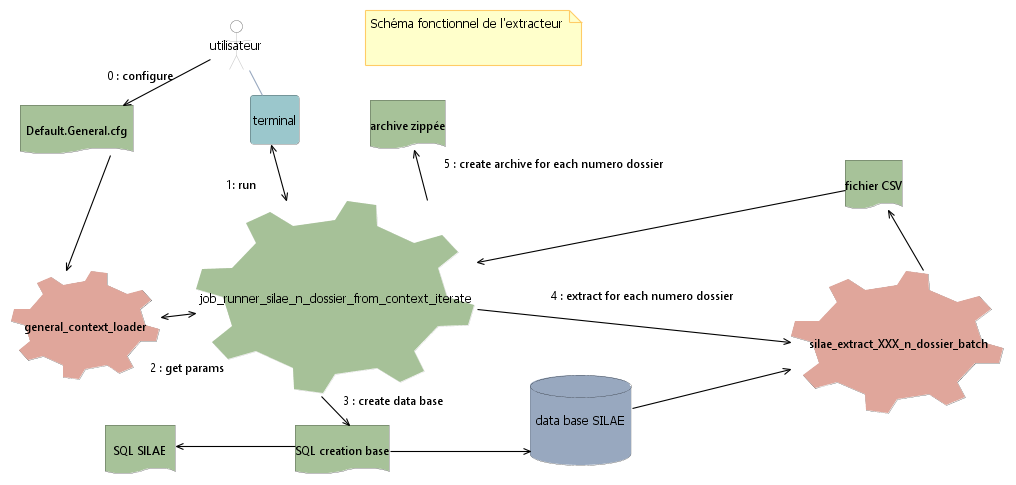 Schéma fonctionnel de l'extracteur
utilisateur
0 : configure
Default.General.cfg
terminal
archive zippée
5 : create archive for each numero dossier
fichier CSV
1: run
job_runner_silae_n_dossier_from_context_iterate
4 : extract for each numero dossier
general_context_loader
silae_extract_XXX_n_dossier_batch
2 : get params
3 : create data base
data base SILAE
SQL SILAE
SQL creation base